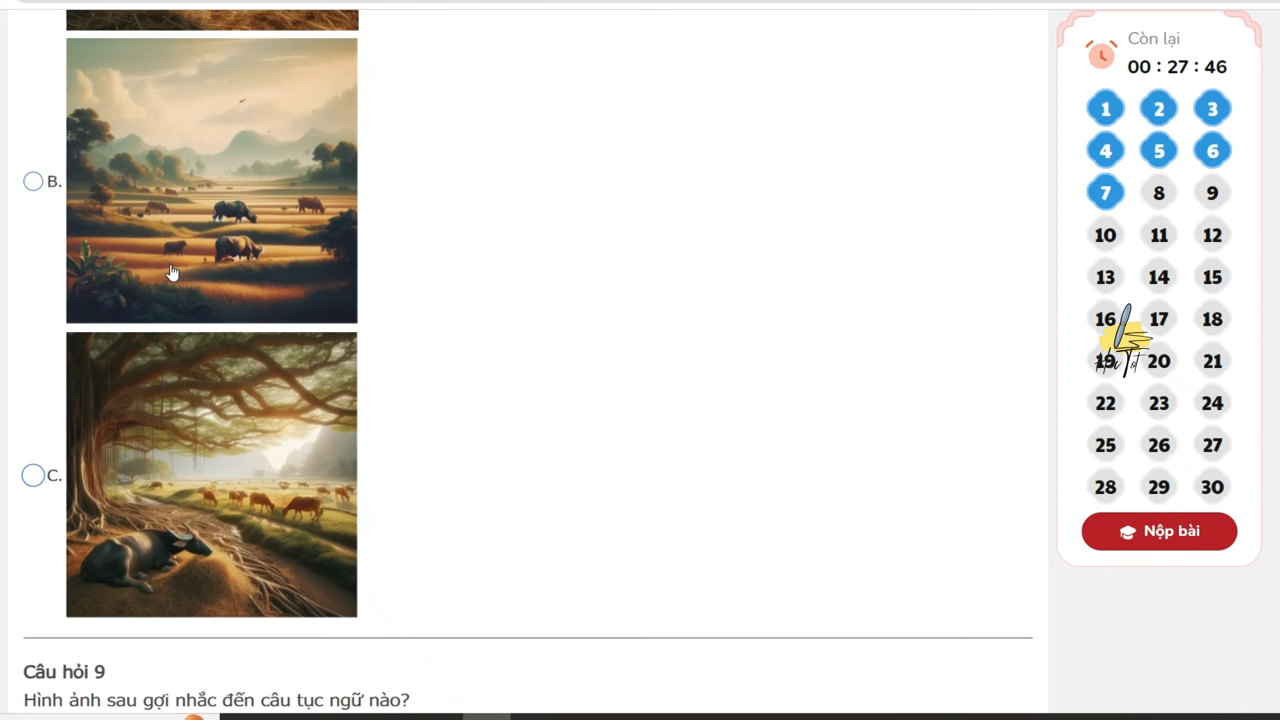 Còn lại
00 : 27 : 46
1 2 3
4 5 6
7 8 9
10 11 12
13 14 15
16 17 18
19 20 21
22 23 24
25 26 27
28 29 30
Nộp bài
B.
C.
Câu hỏi 9
Hình ảnh sau gợi nhắc đến câu tục ngữ nào?